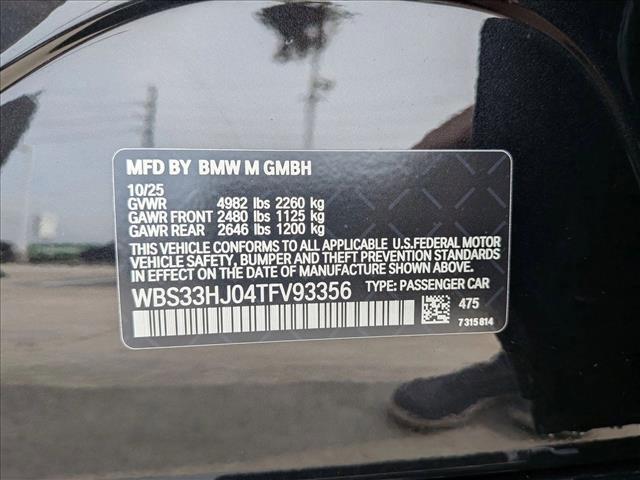 MFD BY BMW M GMBH
10/25
GVWR 4982 lbs 2260 kg
GAWR FRONT 2480 lbs 1125 kg
GAWR REAR 2646 lbs 1200 kg
THIS VEHICLE CONFORMS TO ALL APPLICABLE U.S.FEDERAL MOTOR
VEHICLE SAFETY, BUMPER, AND THEFT PREVENTION STANDARDS
IN EFFECT ON THE DATE OF MANUFACTURE SHOWN ABOVE.
WBS33HJ04TFV93356 TYPE: PASSENGER CAR
475
7315814